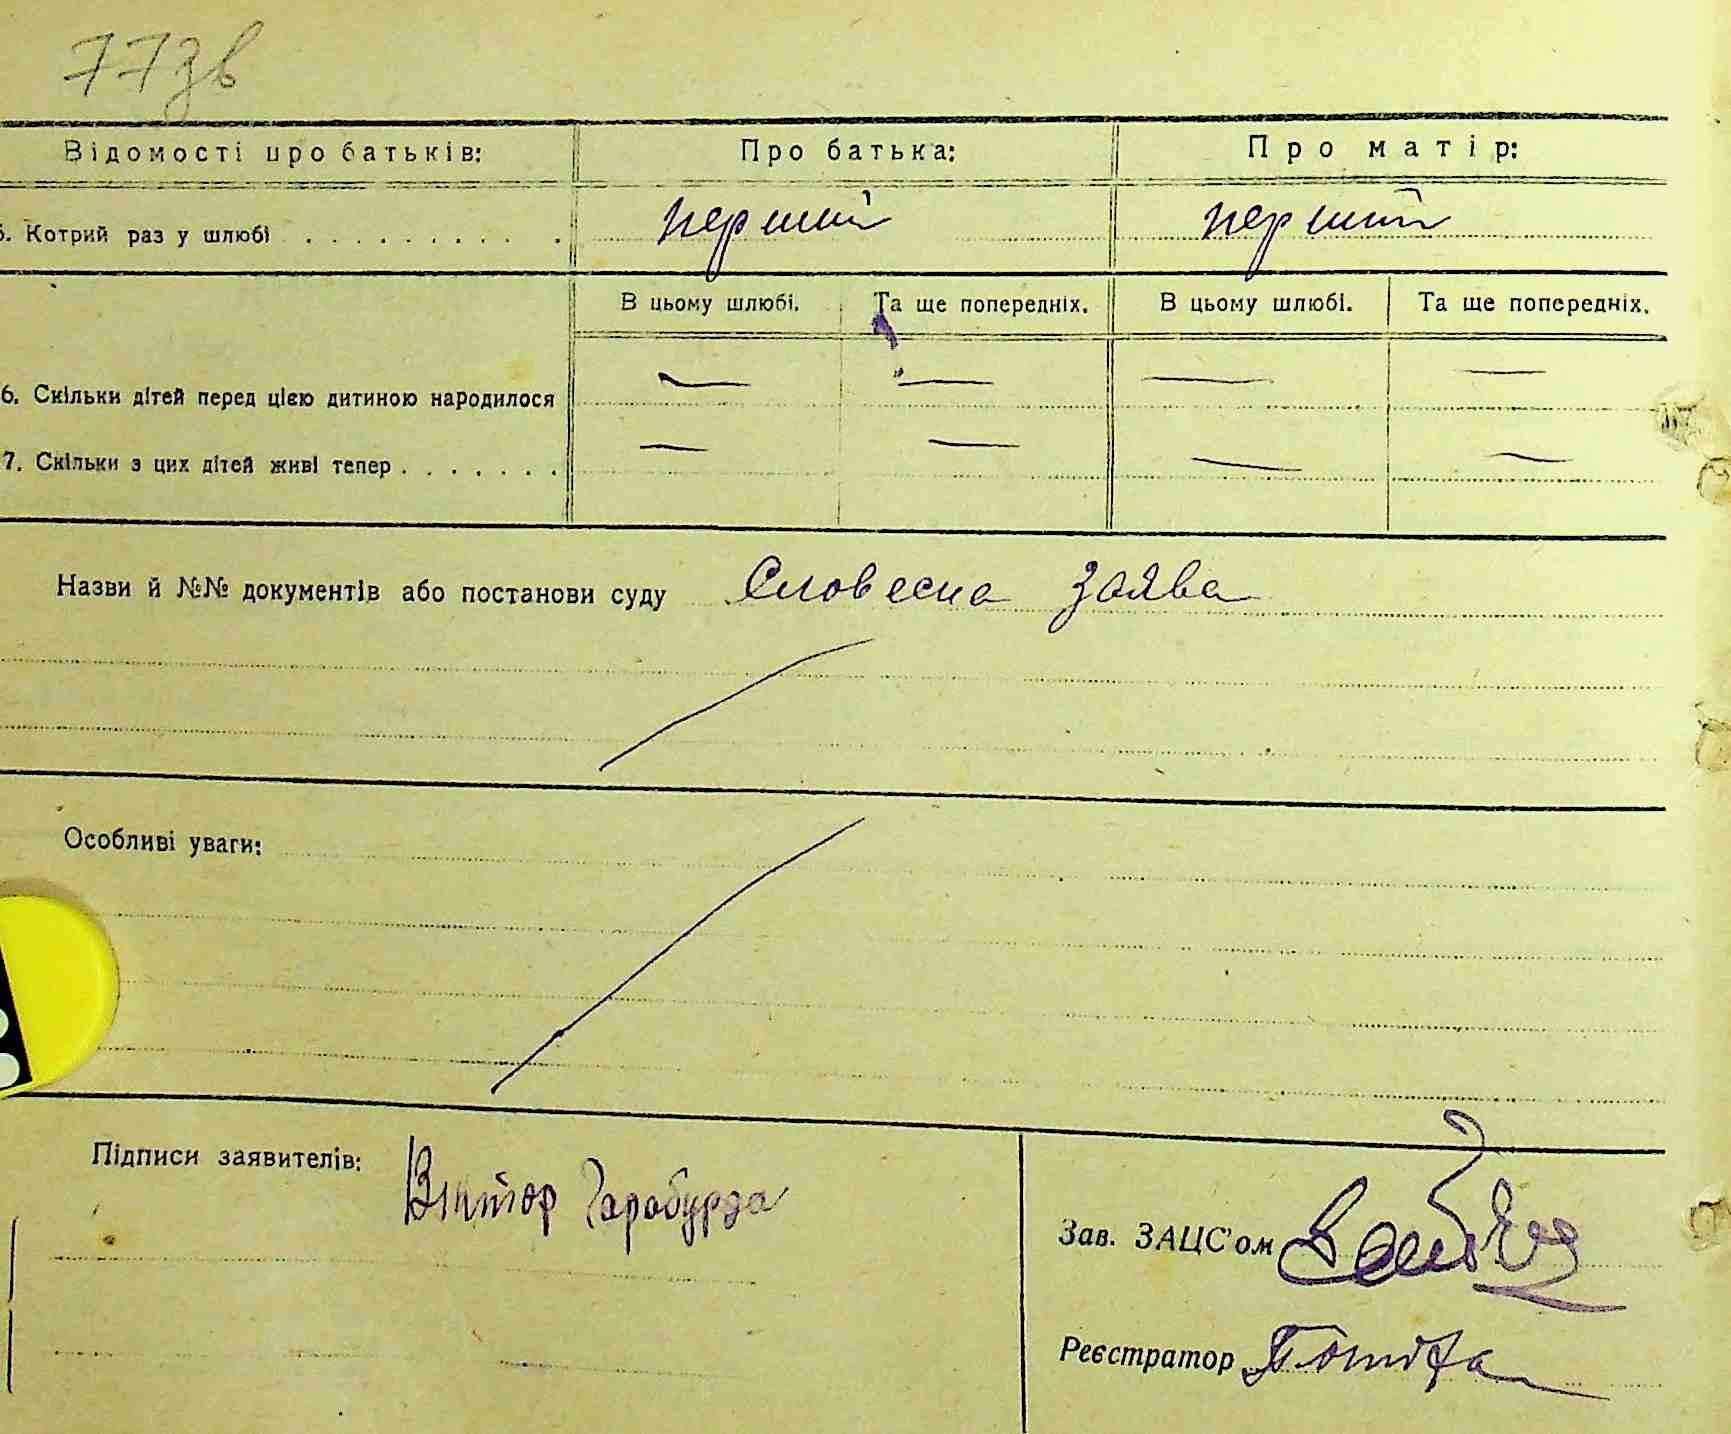 77зв
Відомості про батьків: Про батька: Про матір:
5. Котрий раз у шлюбі . . . . . . . . . . перший перший
В цьому шлюбі. Та ще попередніх. В цьому шлюбі. Та ще попередніх.
6. Скільки дітей перед цією дитиною народилося — — — —
7. Скільки з цих дітей живі тепер . . . . . . . — — — —
Назви й №№ документів або постанови суду Словесна заява
Особливі уваги:
Підписи заявителів: Виктор Гарабурда
Зав. ЗАЦС'ом
Реєстратор